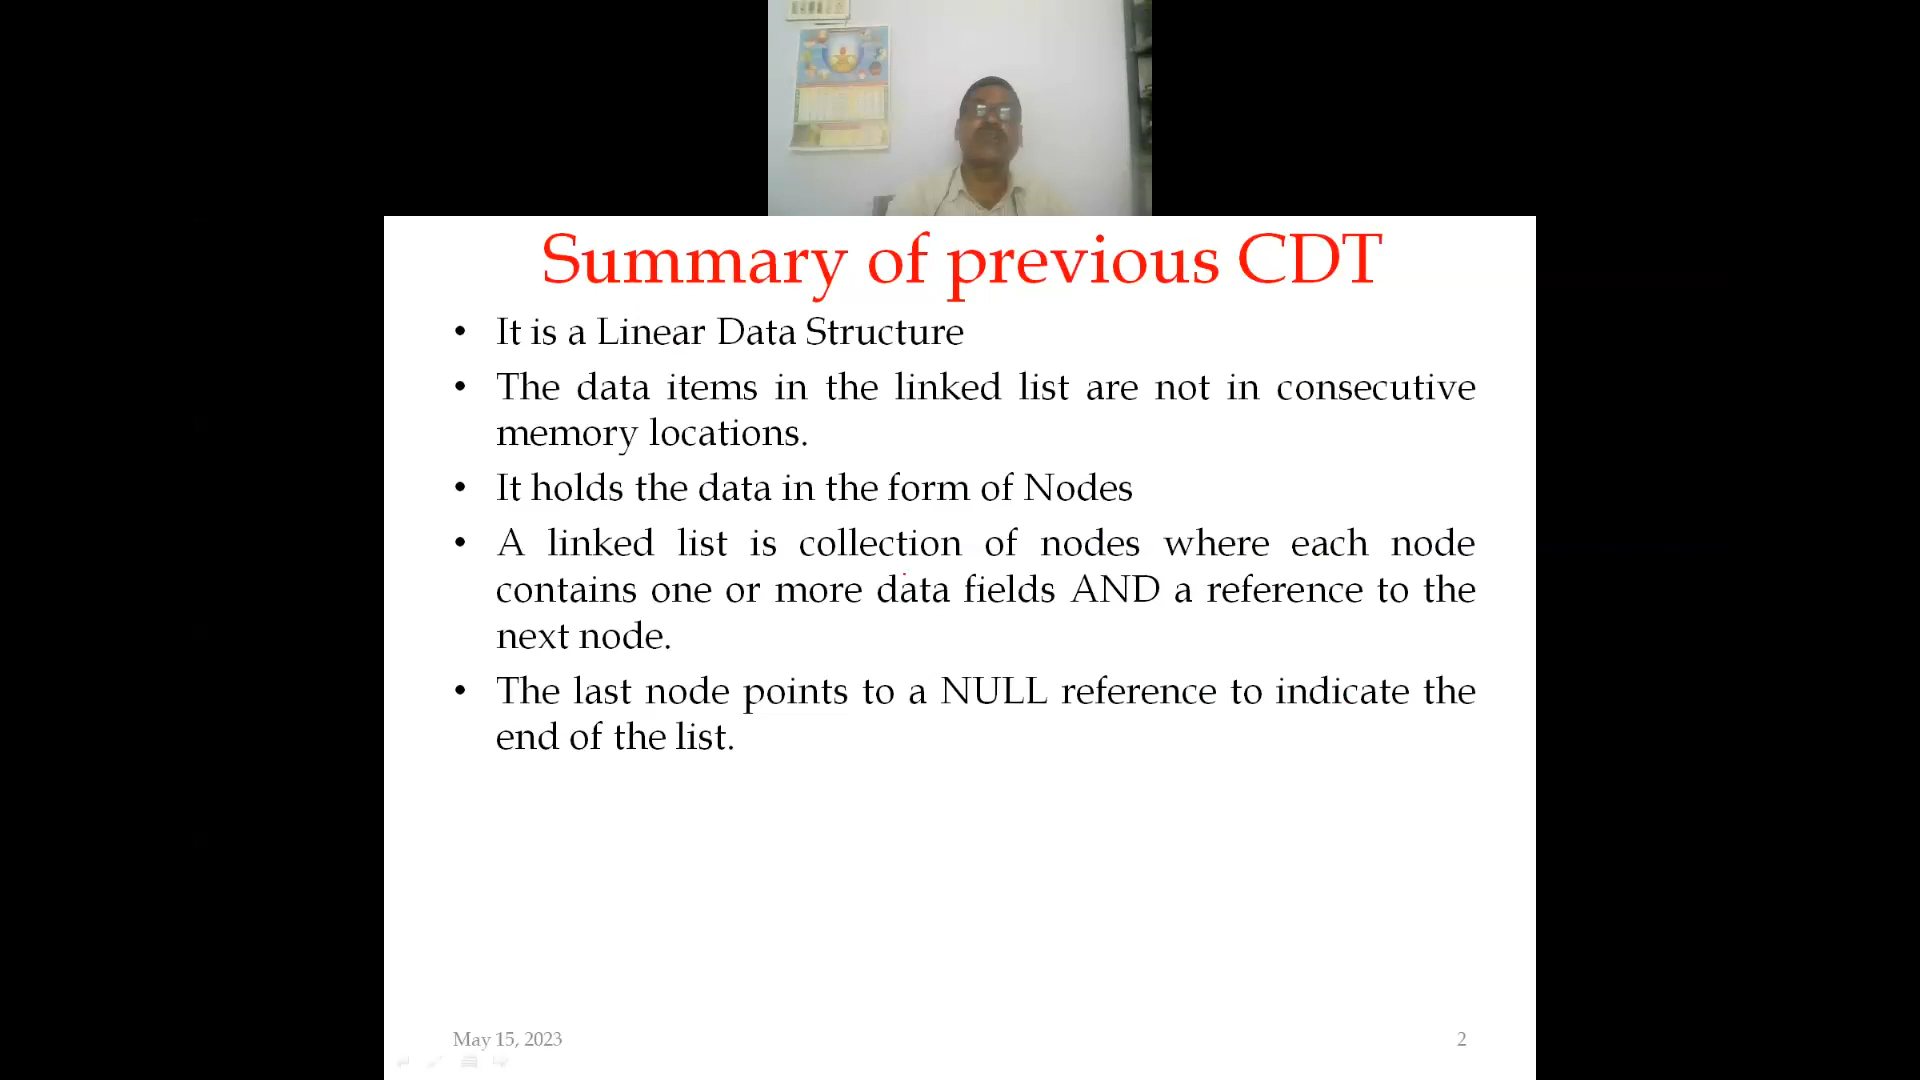 Summary of previous CDT
• It is a Linear Data Structure
• The data items in the linked list are not in consecutive
memory locations.
• It holds the data in the form of Nodes
• A linked list is collection of nodes where each node
contains one or more data fields AND a reference to the
next node.
• The last node points to a NULL reference to indicate the
end of the list.
May 15, 2023
2